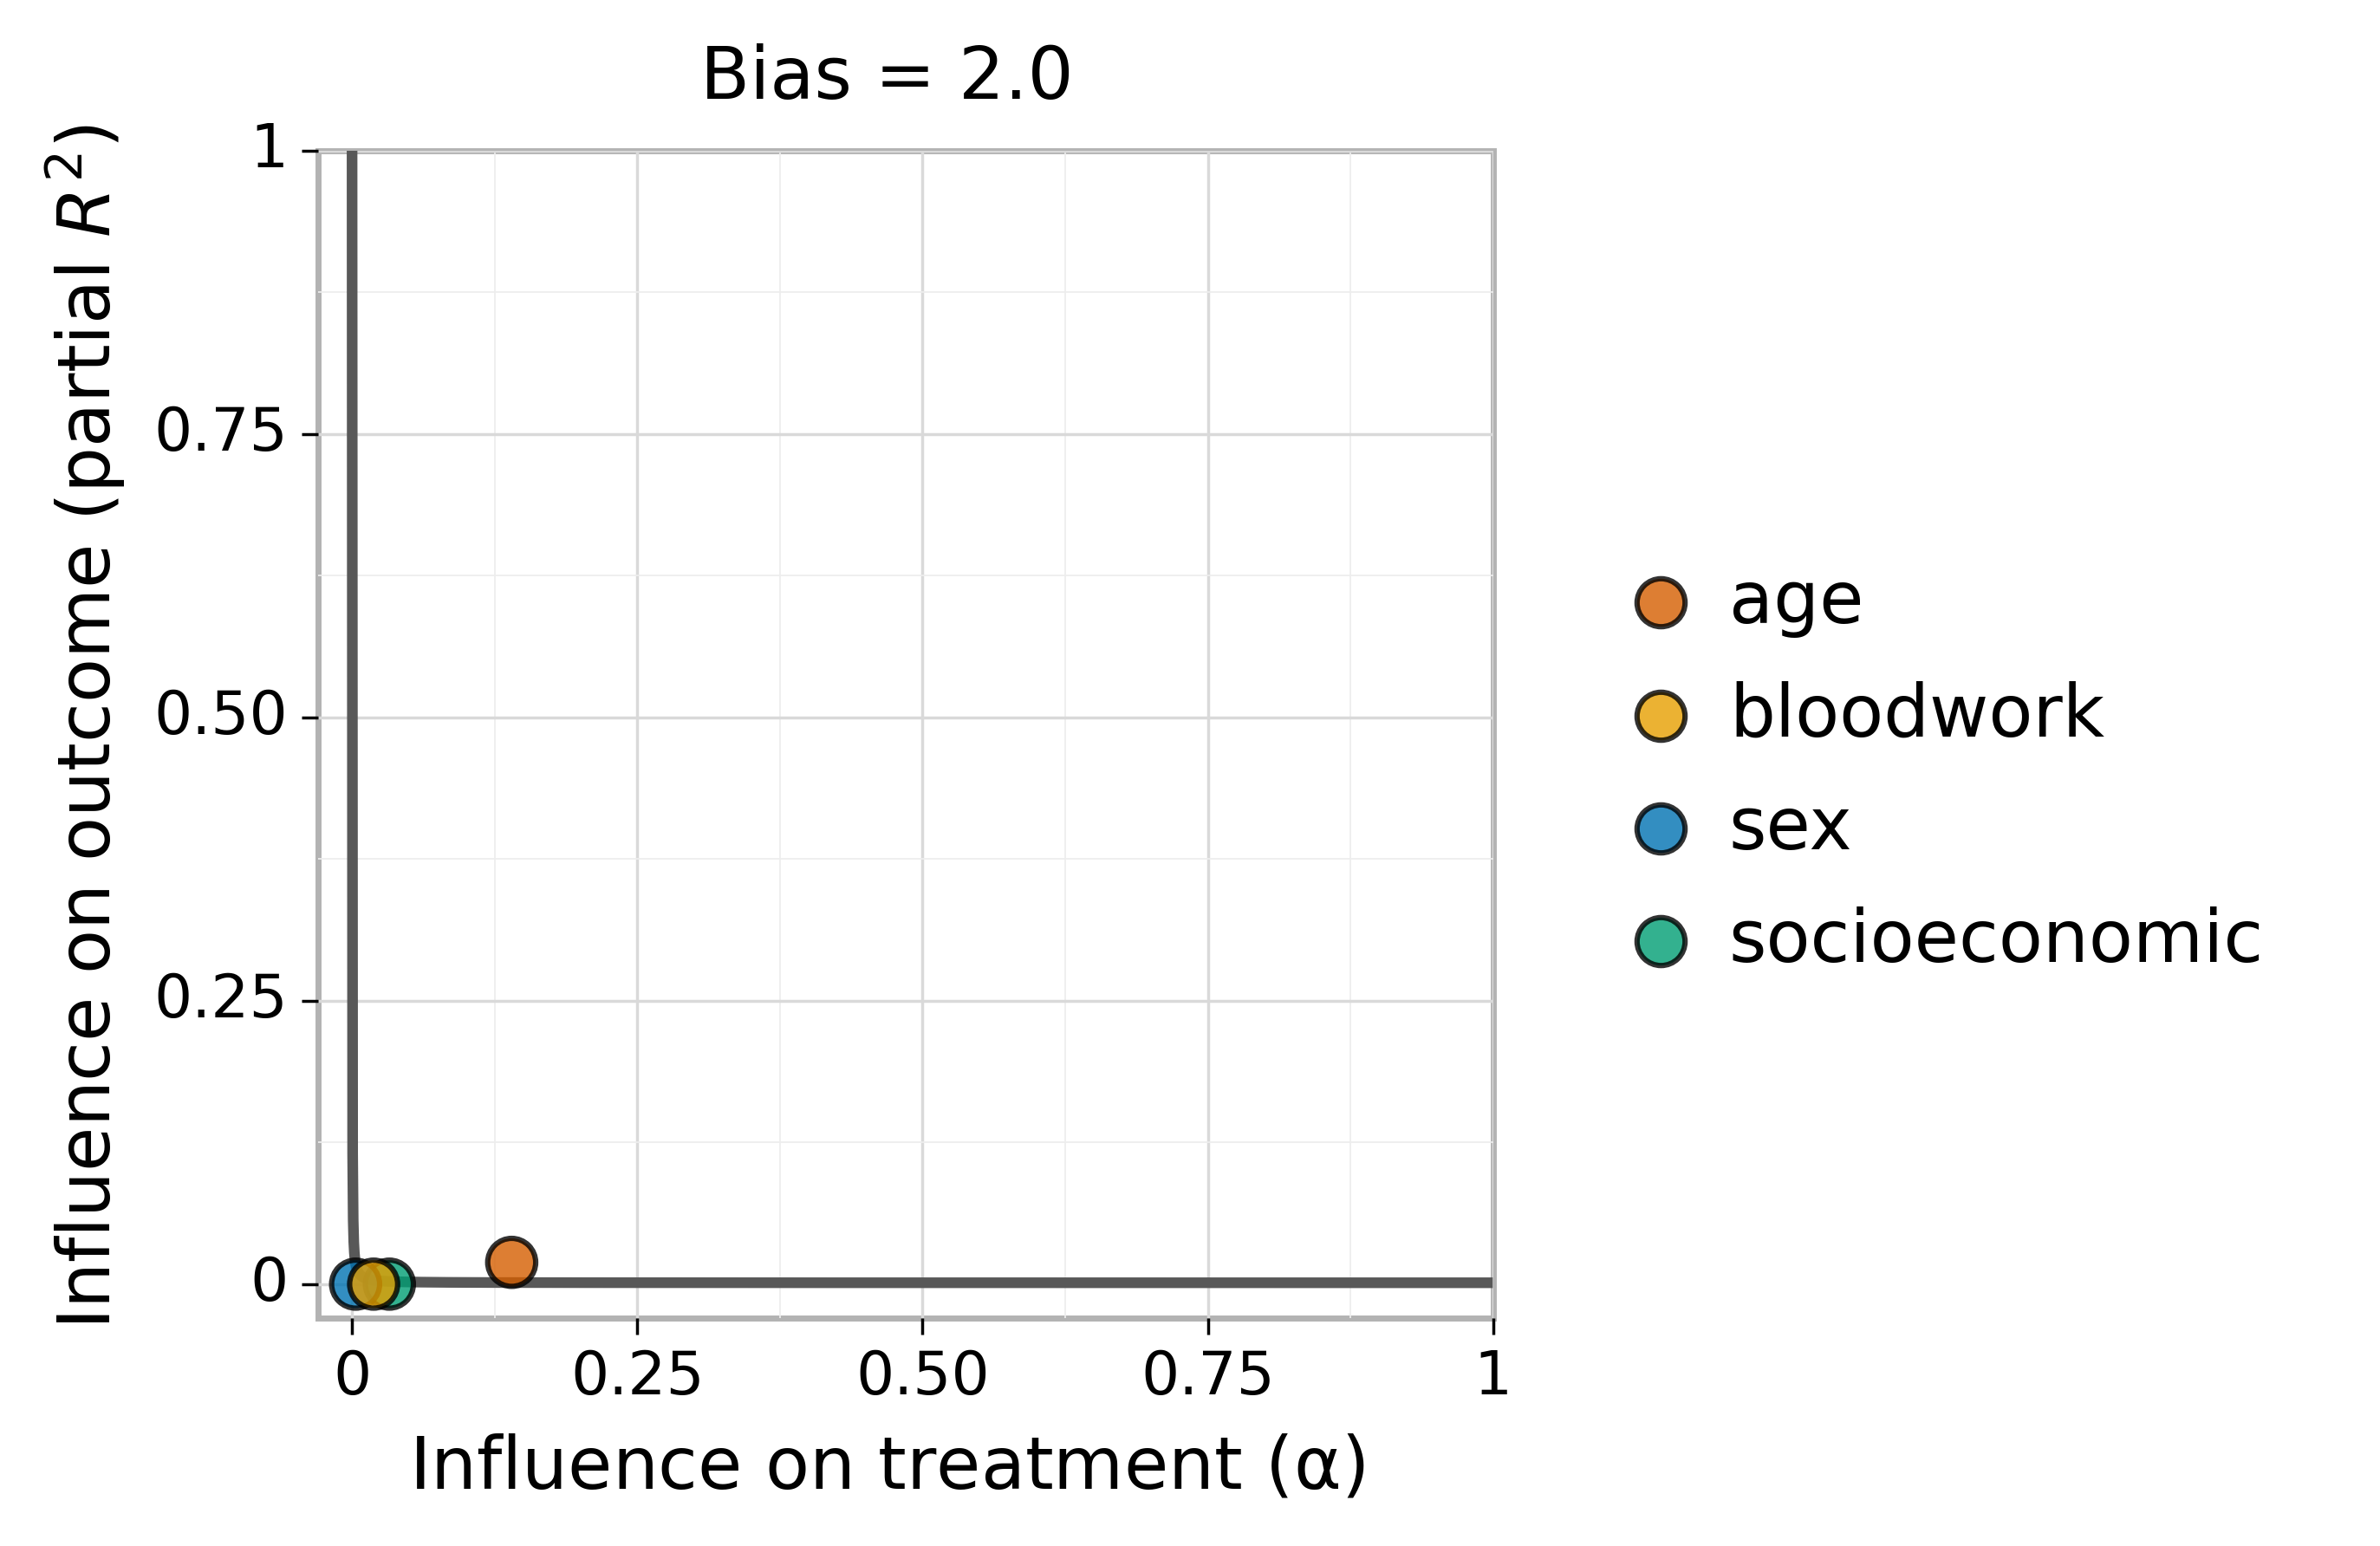 Bias = 2.0
Influence on outcome (partial R²)
1
0.75
0.50
0.25
0
0
0.25
0.50
0.75
1
Influence on treatment (α)
age
bloodwork
sex
socioeconomic